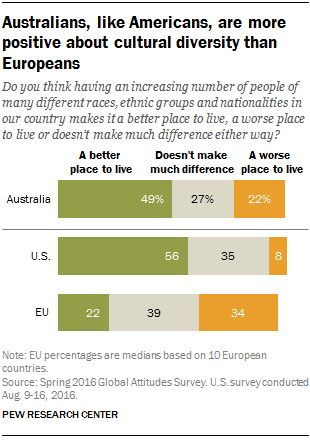 Australians, like Americans, are more
positive about cultural diversity than
Europeans
Do you think having an increasing number of people of
many different races, ethnic groups and nationalities in
our country makes it a better place to live, a worse place
to live or doesn't make much difference either way?
A better place to live
Doesn't make much difference
A worse place to live
Australia 49% 27% 22%
U.S. 56 35 8
EU 22 39 34
Note: EU percentages are medians based on 10 European
countries.
Source: Spring 2016 Global Attitudes Survey. U.S. survey conducted
Aug. 9-16, 2016.
PEW RESEARCH CENTER